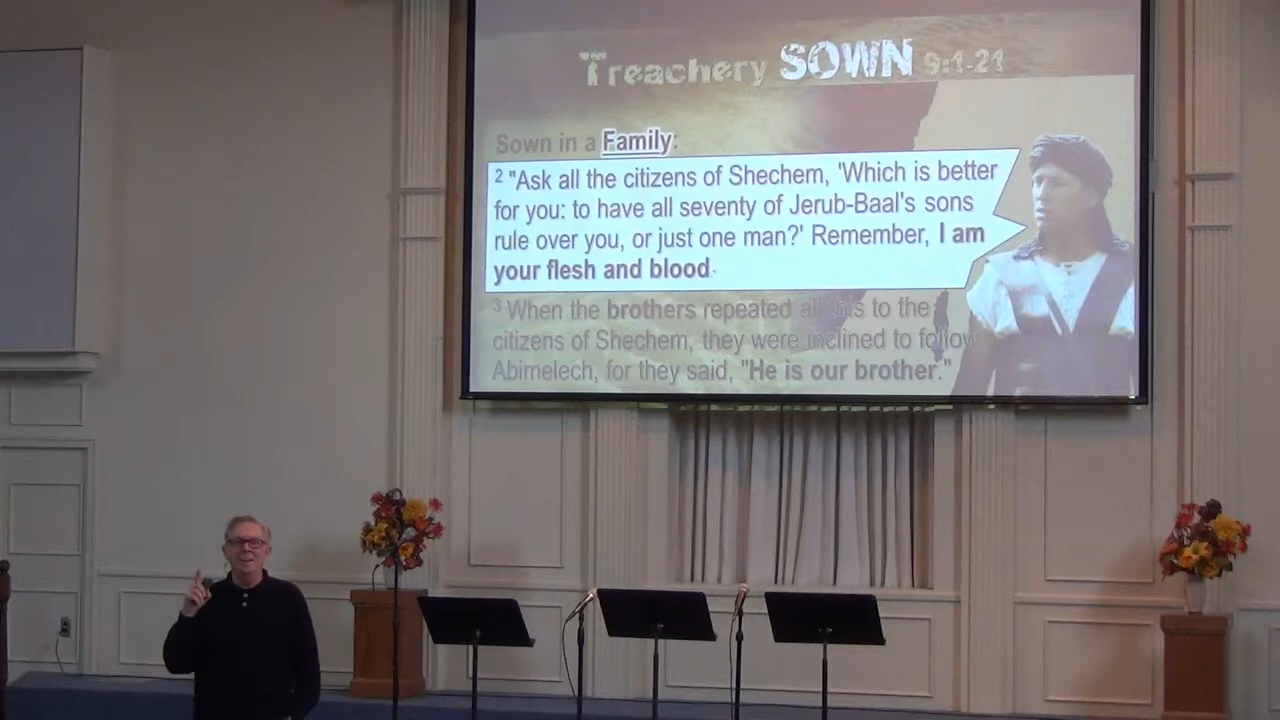 Treachery SOWN 9:1-21
Sown in a Family:
2 "Ask all the citizens of Shechem, 'Which is better
for you: to have all seventy of Jerub-Baal's sons
rule over you, or just one man?' Remember, I am
your flesh and blood.
3 When the brothers repeated all this to the
citizens of Shechem, they were inclined to follow
Abimelech, for they said, "He is our brother."